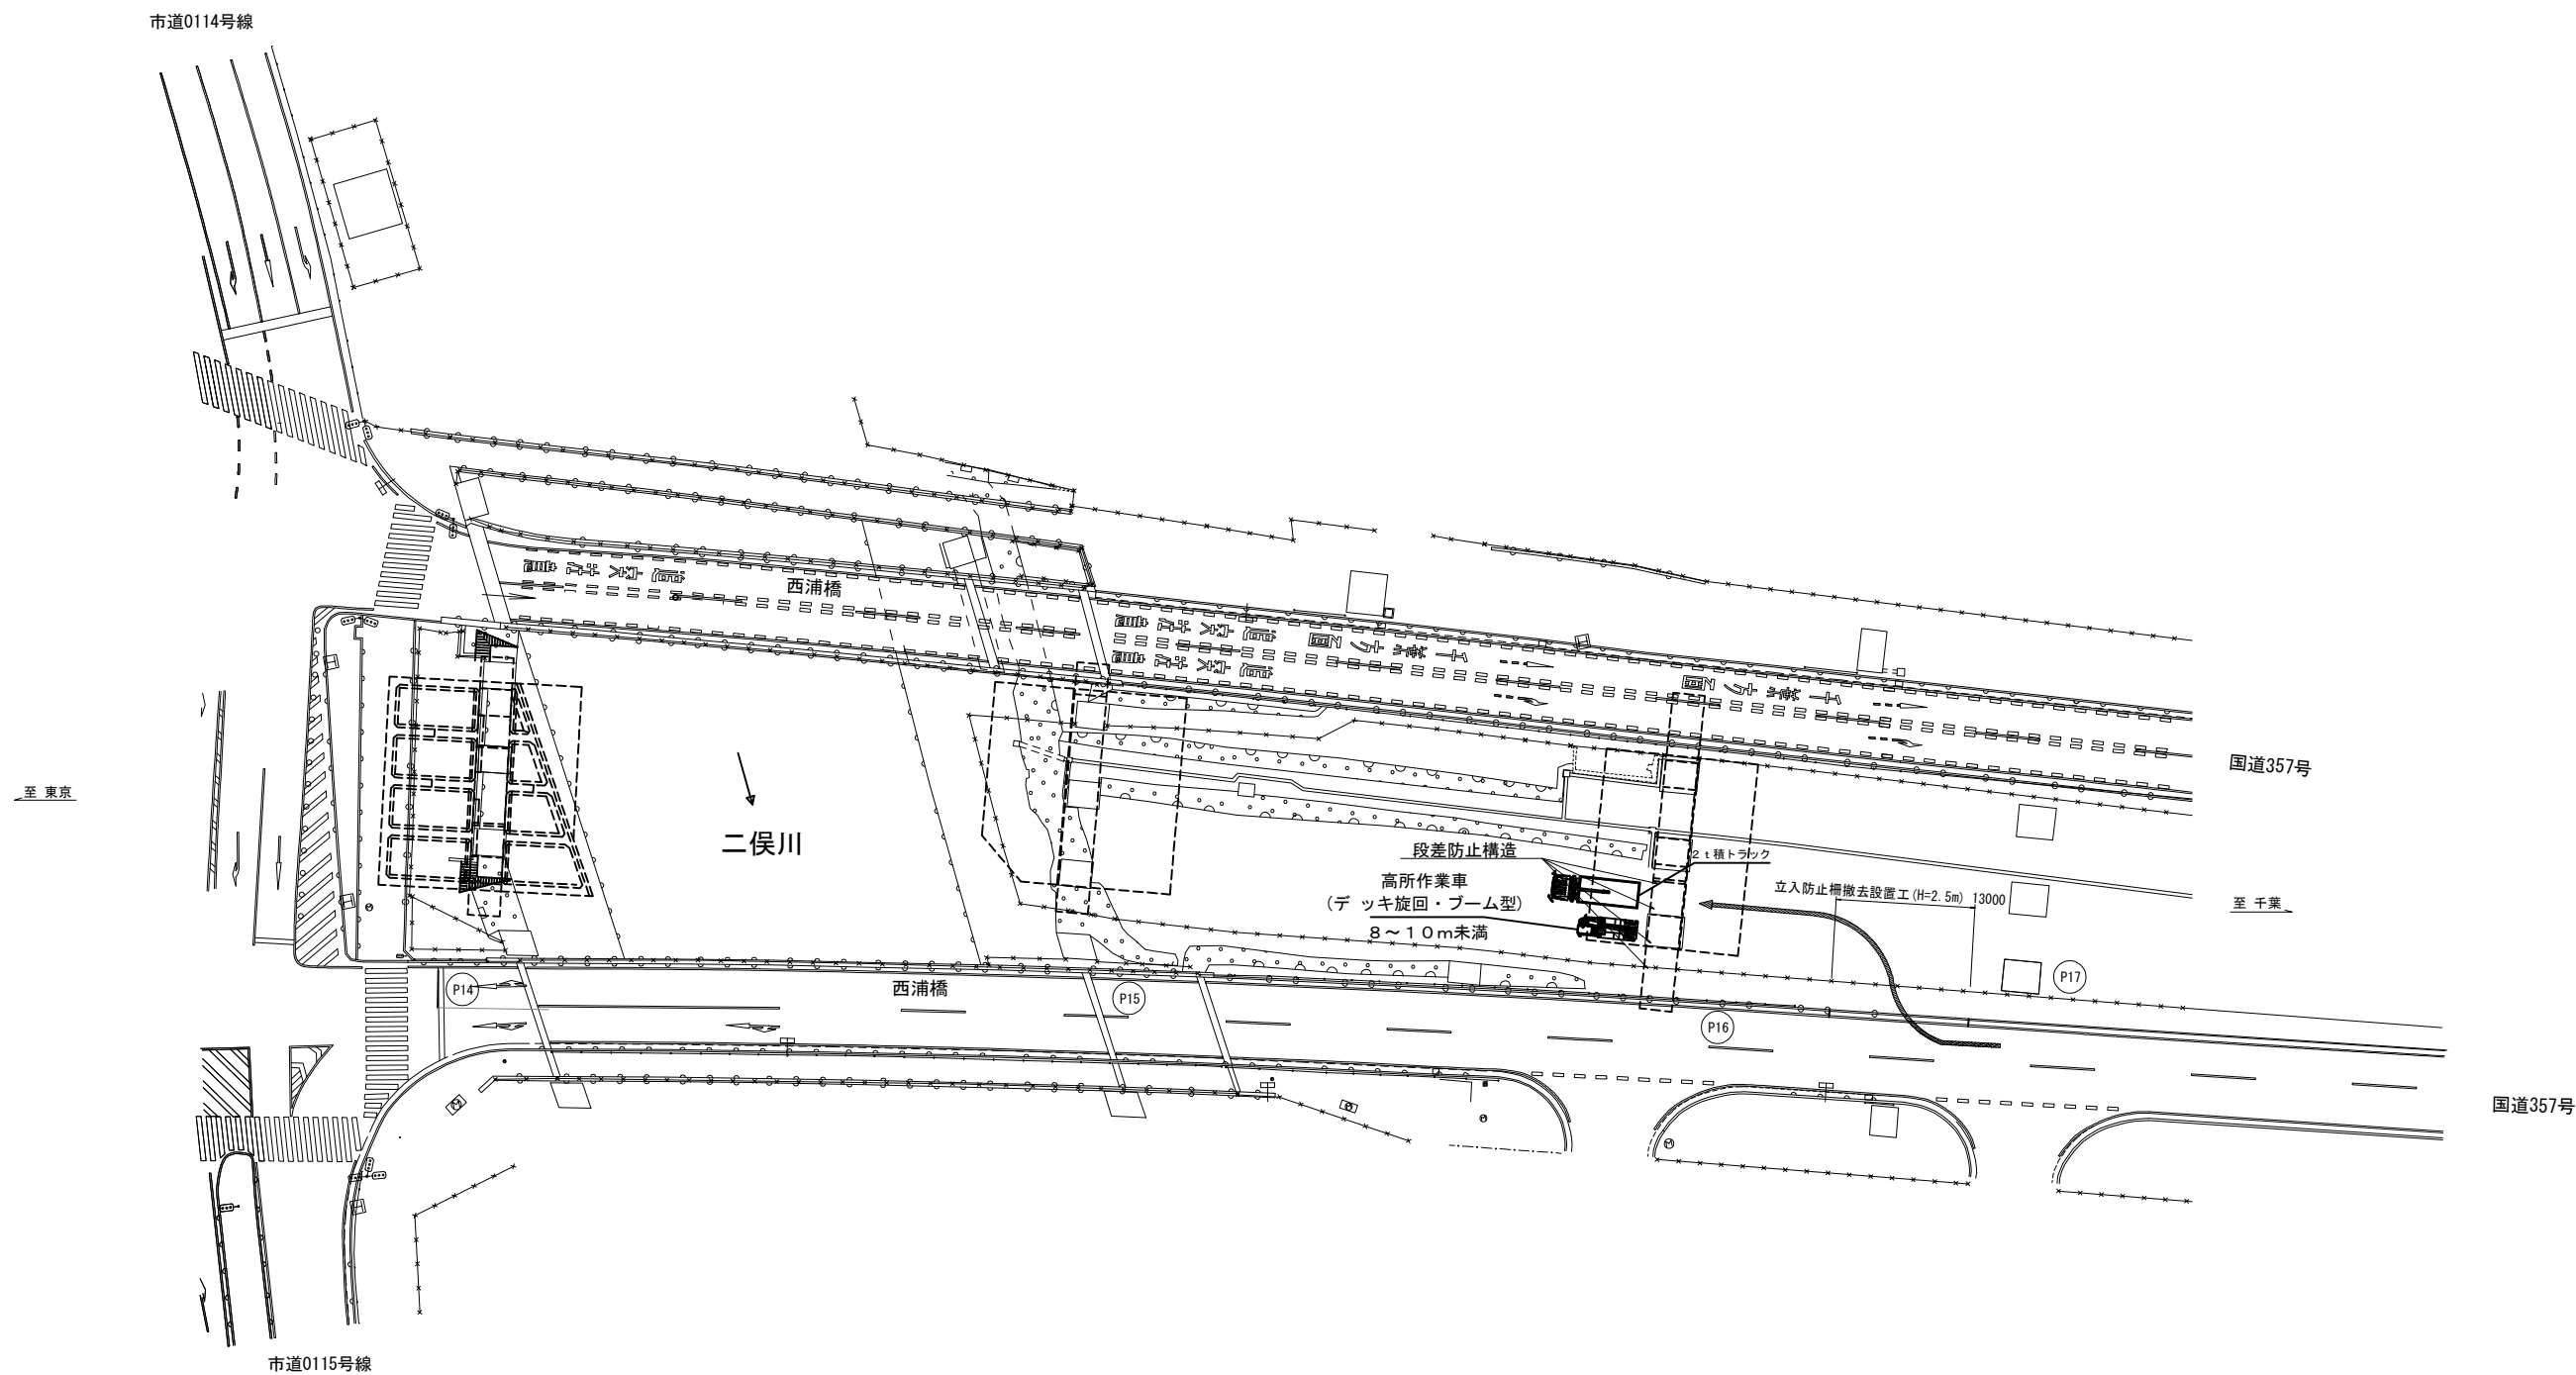 市道0114号線
西浦橋
国道357号
至 東京
二俣川
段差防止構造
2t積トラック
高所作業車
(デッキ旋回・ブーム型)
8~10m未満
立入防止柵撤去設置工(H=2.5m) 13000
至 千葉
P14
西浦橋
P15
P16
P17
国道357号
市道0115号線